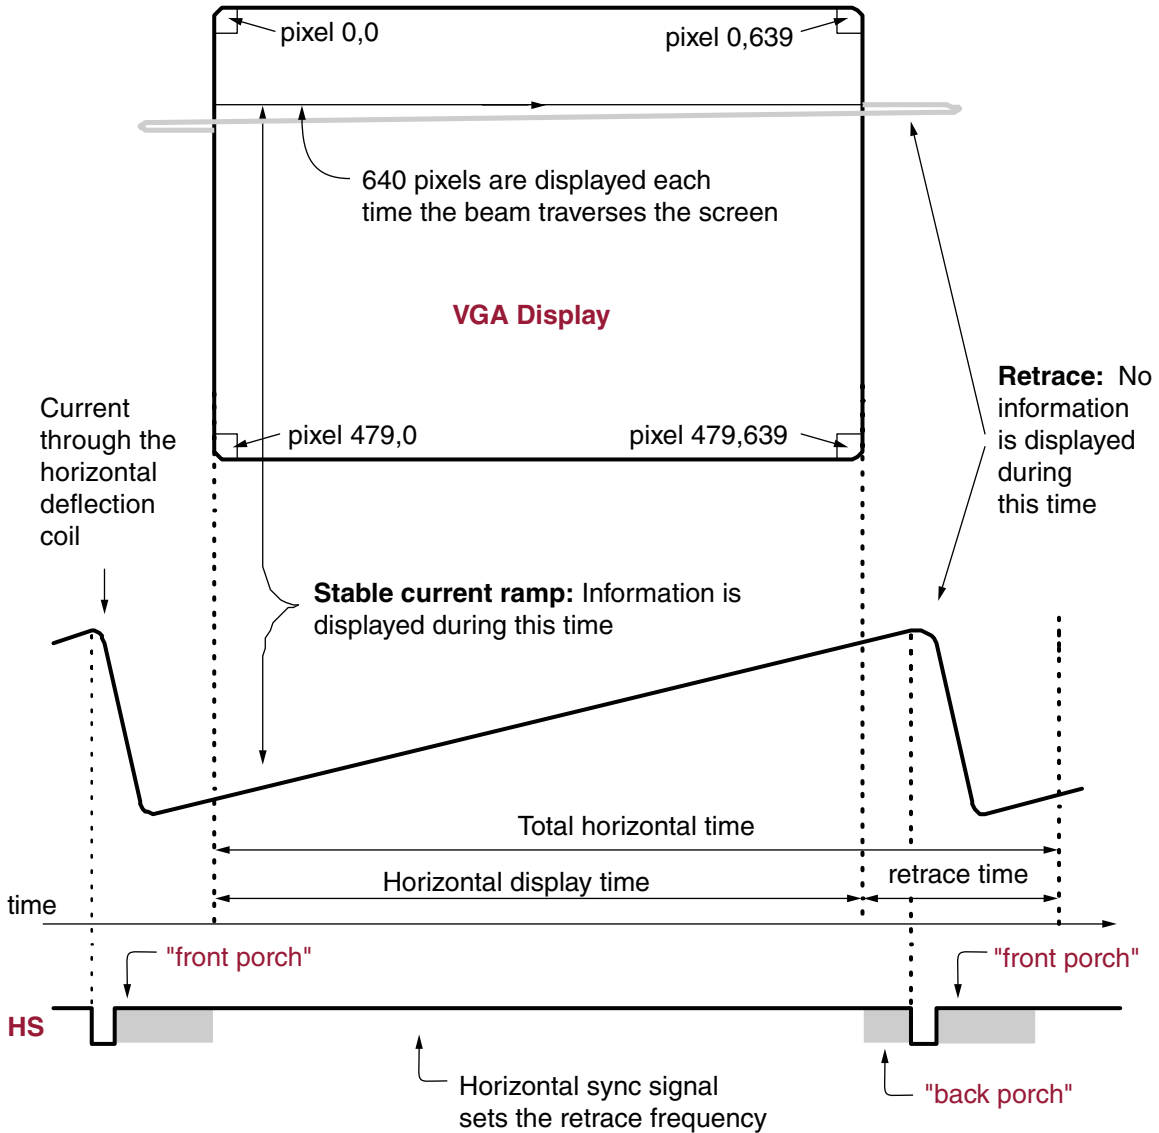 pixel 0,0
pixel 0,639
640 pixels are displayed each
time the beam traverses the screen
VGA Display
Retrace: No
information
is displayed
during
this time
Current
through the
horizontal
deflection
coil
pixel 479,0
pixel 479,639
Stable current ramp: Information is
displayed during this time
Total horizontal time
Horizontal display time
retrace time
time
"front porch"
"front porch"
HS
Horizontal sync signal
sets the retrace frequency
"back porch"